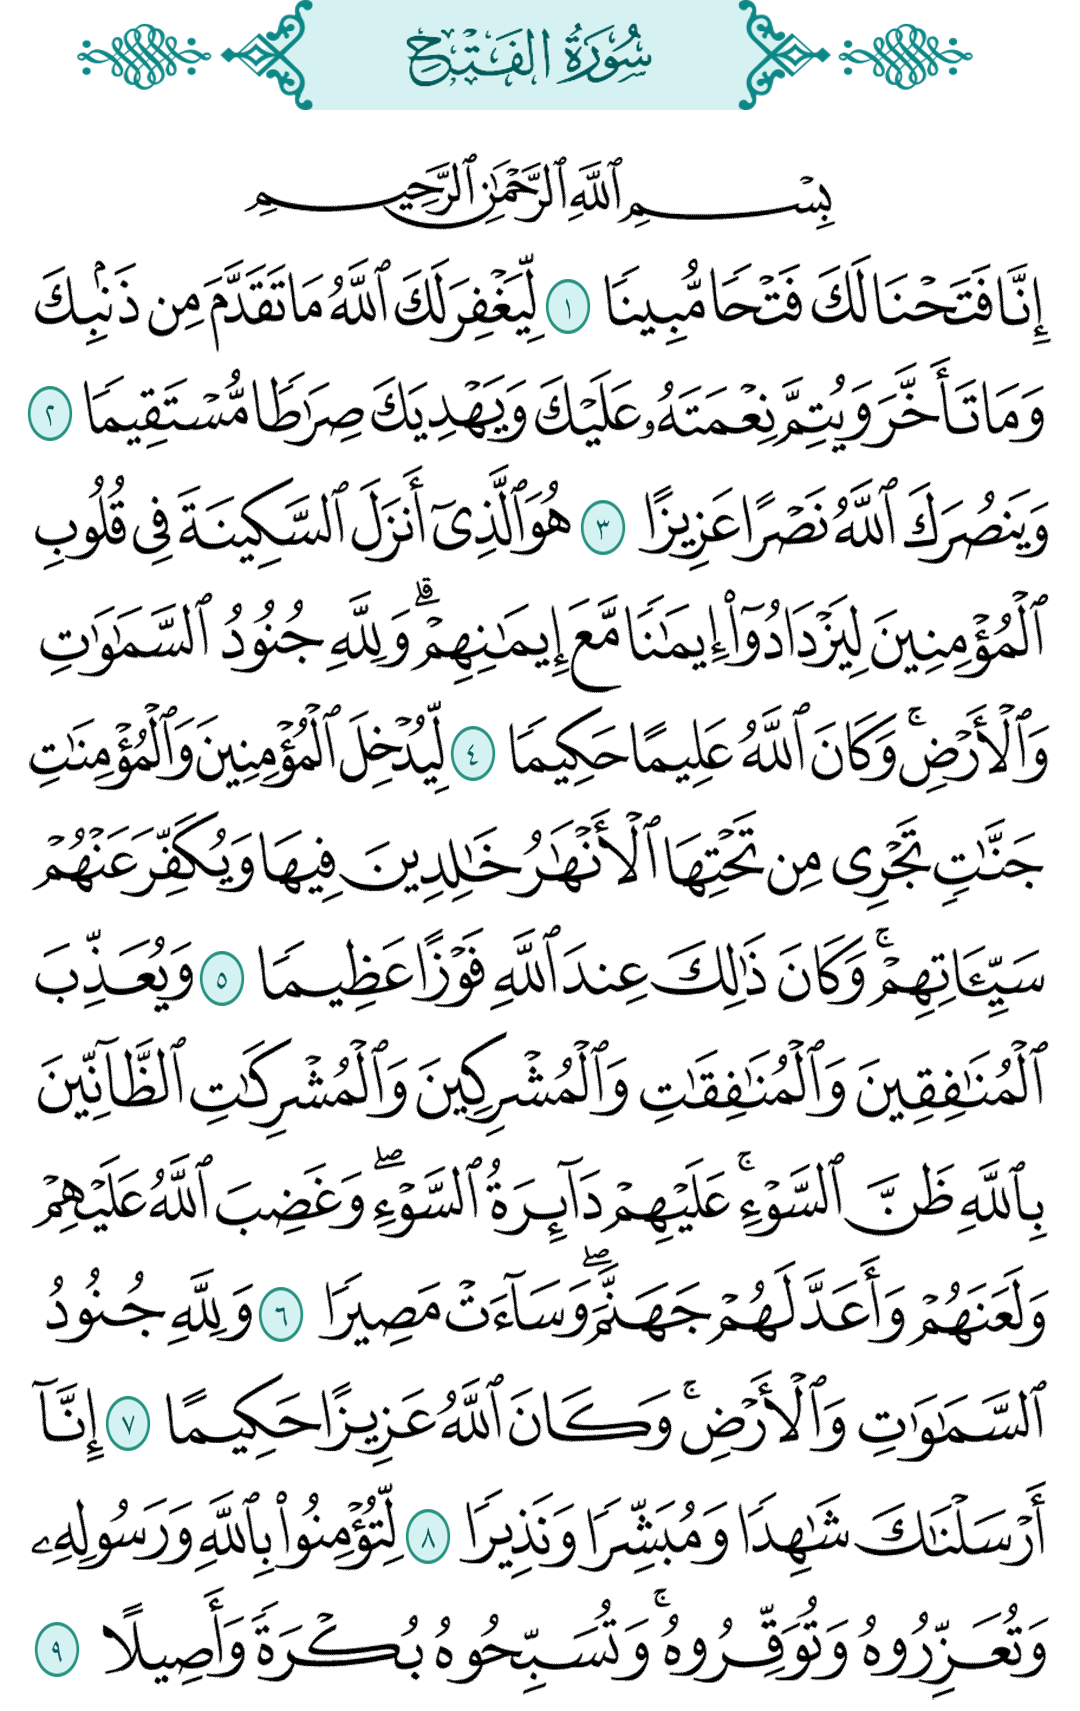 سُورَةُ الفَتْحِ
بِسْمِ ٱللَّهِ ٱلرَّحْمَٰنِ ٱلرَّحِيمِ
إِنَّا فَتَحْنَا لَكَ فَتْحًا مُّبِينًا ١ لِّيَغْفِرَ لَكَ ٱللَّهُ مَا تَقَدَّمَ مِن ذَنۢبِكَ
وَمَا تَأَخَّرَ وَيُتِمَّ نِعْمَتَهُۥ عَلَيْكَ وَيَهْدِيَكَ صِرَٰطًا مُّسْتَقِيمًا ٢
وَيَنصُرَكَ ٱللَّهُ نَصْرًا عَزِيزًا ٣ هُوَ ٱلَّذِىٓ أَنزَلَ ٱلسَّكِينَةَ فِى قُلُوبِ
ٱلْمُؤْمِنِينَ لِيَزْدَادُوٓا۟ إِيمَٰنًا مَّعَ إِيمَٰنِهِمْ ۗ وَلِلَّهِ جُنُودُ ٱلسَّمَٰوَٰتِ
وَٱلْأَرْضِ ۚ وَكَانَ ٱللَّهُ عَلِيمًا حَكِيمًا ٤ لِّيُدْخِلَ ٱلْمُؤْمِنِينَ وَٱلْمُؤْمِنَٰتِ
جَنَّٰتٍ تَجْرِى مِن تَحْتِهَا ٱلْأَنْهَٰرُ خَٰلِدِينَ فِيهَا وَيُكَفِّرَ عَنْهُمْ
سَيِّـَٔاتِهِمْ ۚ وَكَانَ ذَٰلِكَ عِندَ ٱللَّهِ فَوْزًا عَظِيمًا ٥ وَيُعَذِّبَ
ٱلْمُنَٰفِقِينَ وَٱلْمُنَٰفِقَٰتِ وَٱلْمُشْرِكِينَ وَٱلْمُشْرِكَٰتِ ٱلظَّآنِّينَ
بِٱللَّهِ ظَنَّ ٱلسَّوْءِ ۚ عَلَيْهِمْ دَآئِرَةُ ٱلسَّوْءِ ۖ وَغَضِبَ ٱللَّهُ عَلَيْهِمْ
وَلَعَنَهُمْ وَأَعَدَّ لَهُمْ جَهَنَّمَ ۖ وَسَآءَتْ مَصِيرًا ٦ وَلِلَّهِ جُنُودُ
ٱلسَّمَٰوَٰتِ وَٱلْأَرْضِ ۚ وَكَانَ ٱللَّهُ عَزِيزًا حَكِيمًا ٧ إِنَّآ
أَرْسَلْنَٰكَ شَٰهِدًا وَمُبَشِّرًا وَنَذِيرًا ٨ لِّتُؤْمِنُوا۟ بِٱللَّهِ وَرَسُولِهِۦ
وَتُعَزِّرُوهُ وَتُوَقِّرُوهُ ۚ وَتُسَبِّحُوهُ بُكْرَةً وَأَصِيلًا ٩